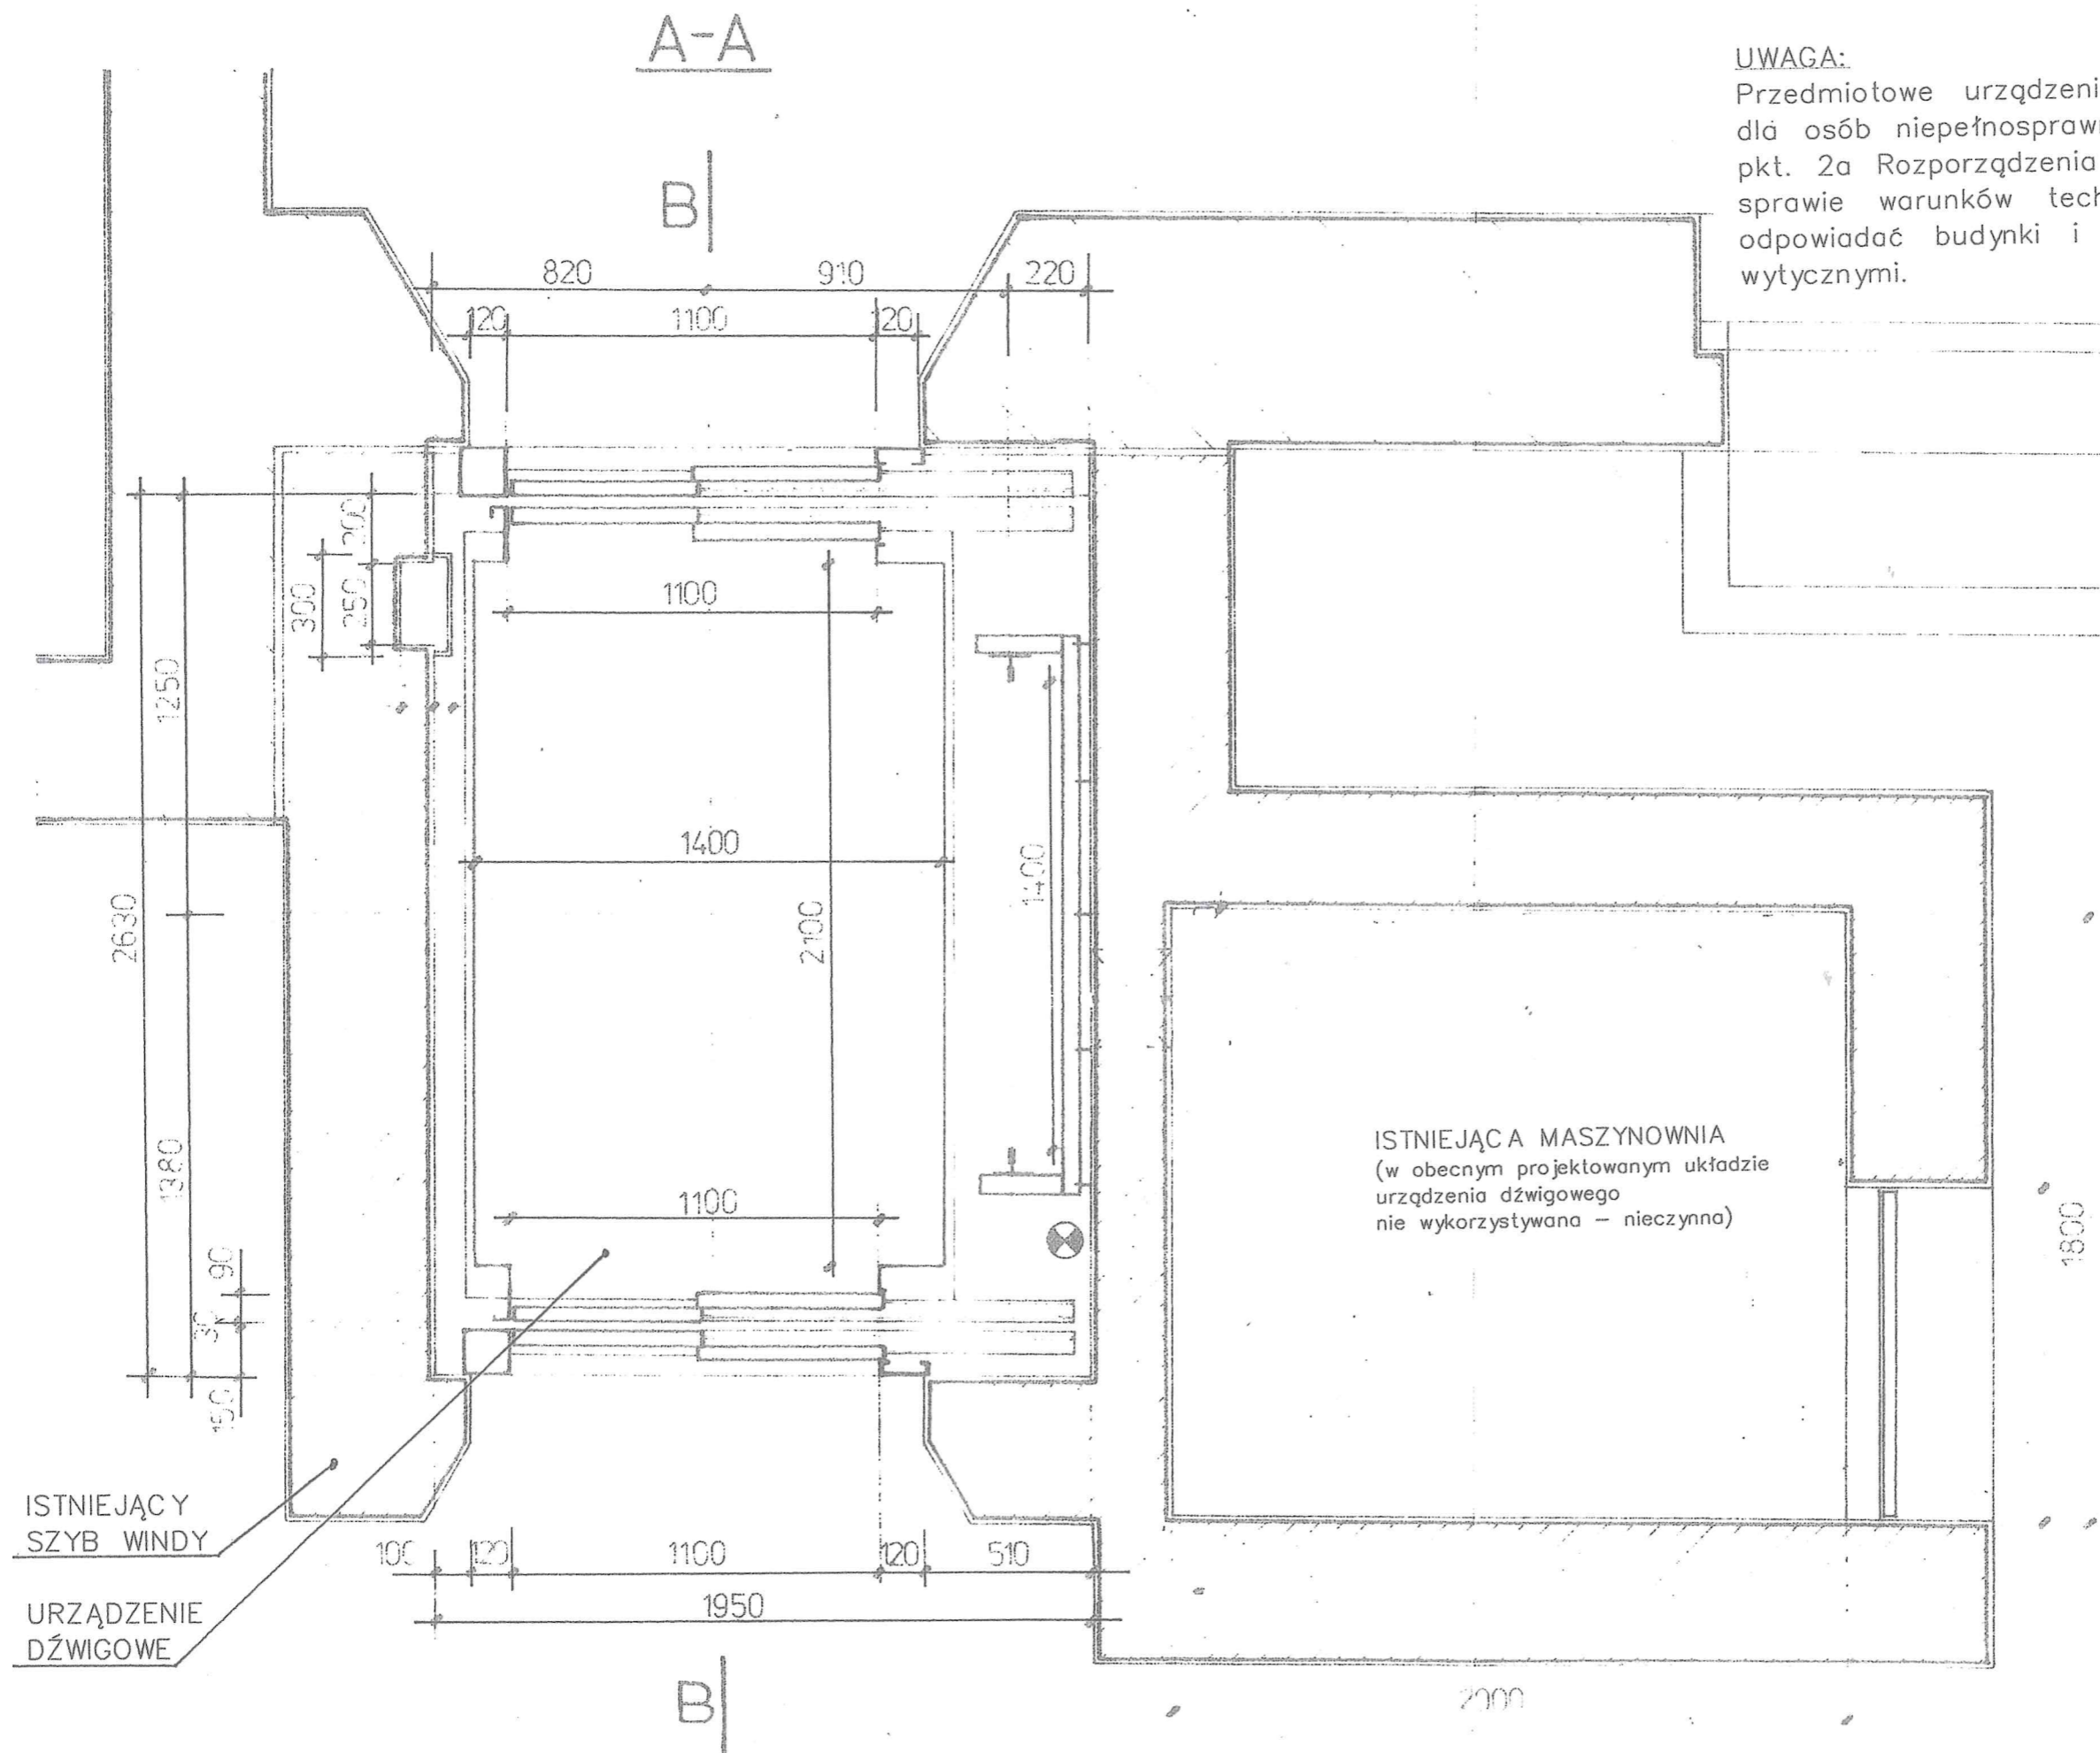 A-A
UWAGA:
Przedmiotowe urządzeni
dla osób niepełnospraw
pkt. 2a Rozporządzenia
sprawie warunków tech
odpowiadać budynki i
wytycznymi.
B
820 910 220
120 1100 120
200
300 250
1100
1250
1400
1400
2630
2100
1380
ISTNIEJĄCA MASZYNOWNIA
(w obecnym projektowanym układzie
urządzenia dźwigowego
nie wykorzystywana – nieczynna)
1100
1800
90
30
150
ISTNIEJĄCY
SZYB WINDY
100 120 1100 120 510
1950
URZĄDZENIE
DŹWIGOWE
B